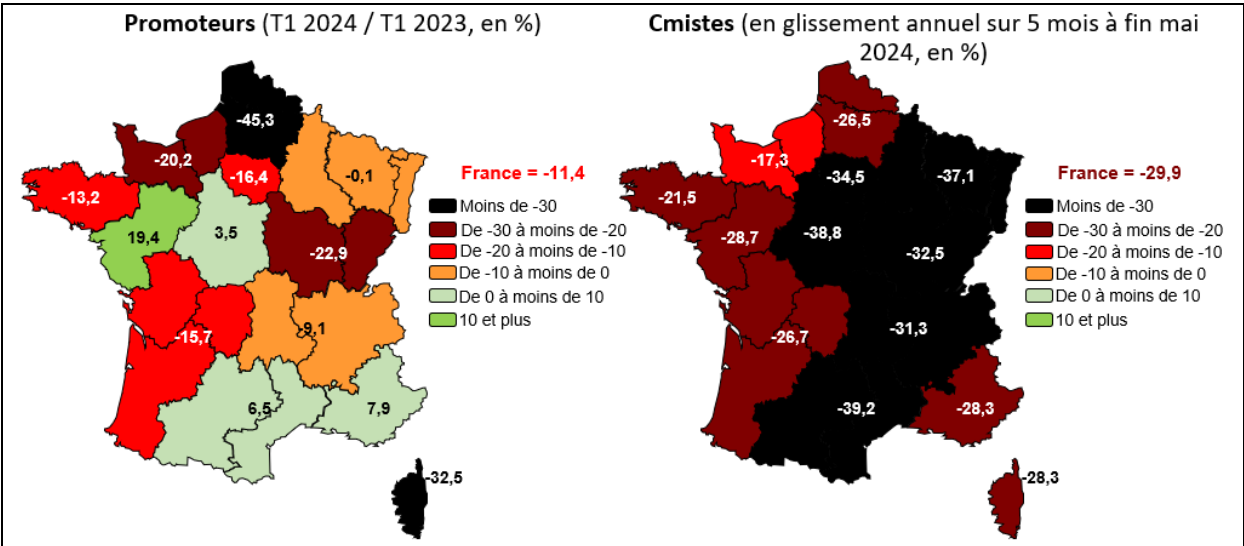 Promoteurs (T1 2024 / T1 2023, en %)
-45,3
-20,2
-16,4
-0,1
-13,2
19,4
3,5
-22,9
-15,7
-9,1
6,5
7,9
-32,5
France = -11,4
Moins de -30
De -30 à moins de -20
De -20 à moins de -10
De -10 à moins de 0
De 0 à moins de 10
10 et plus
Cmistes (en glissement annuel sur 5 mois à fin mai
2024, en %)
-26,5
-17,3
-34,5
-37,1
-21,5
-28,7
-38,8
-32,5
-26,7
-31,3
-39,2
-28,3
-28,3
France = -29,9
Moins de -30
De -30 à moins de -20
De -20 à moins de -10
De -10 à moins de 0
De 0 à moins de 10
10 et plus